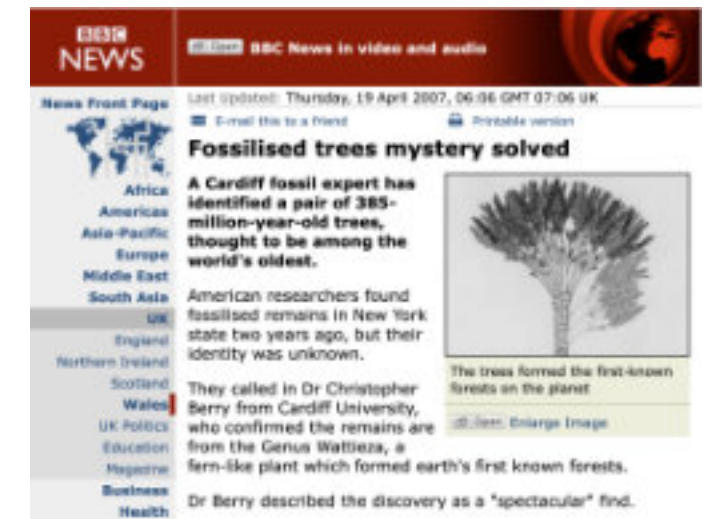 BBC
NEWS
Open BBC News in video and audio
News Front Page
Africa
Americas
Asia-Pacific
Europe
Middle East
South Asia
UK
England
Northern Ireland
Scotland
Wales
UK Politics
Education
Magazine
Business
Health
Last Updated: Thursday, 19 April 2007, 06:06 GMT 07:06 UK
E-mail this to a friend
Printable version
Fossilised trees mystery solved
A Cardiff fossil expert has
identified a pair of 385-
million-year-old trees,
thought to be among the
world's oldest.
American researchers found
fossilised remains in New York
state two years ago, but their
identity was unknown.
They called in Dr Christopher
Berry from Cardiff University,
who confirmed the remains are
from the Genus Wattieza, a
fern-like plant which formed earth's first known forests.
Dr Berry described the discovery as a "spectacular" find.
The trees formed the first-known
forests on the planet
Open Enlarge Image